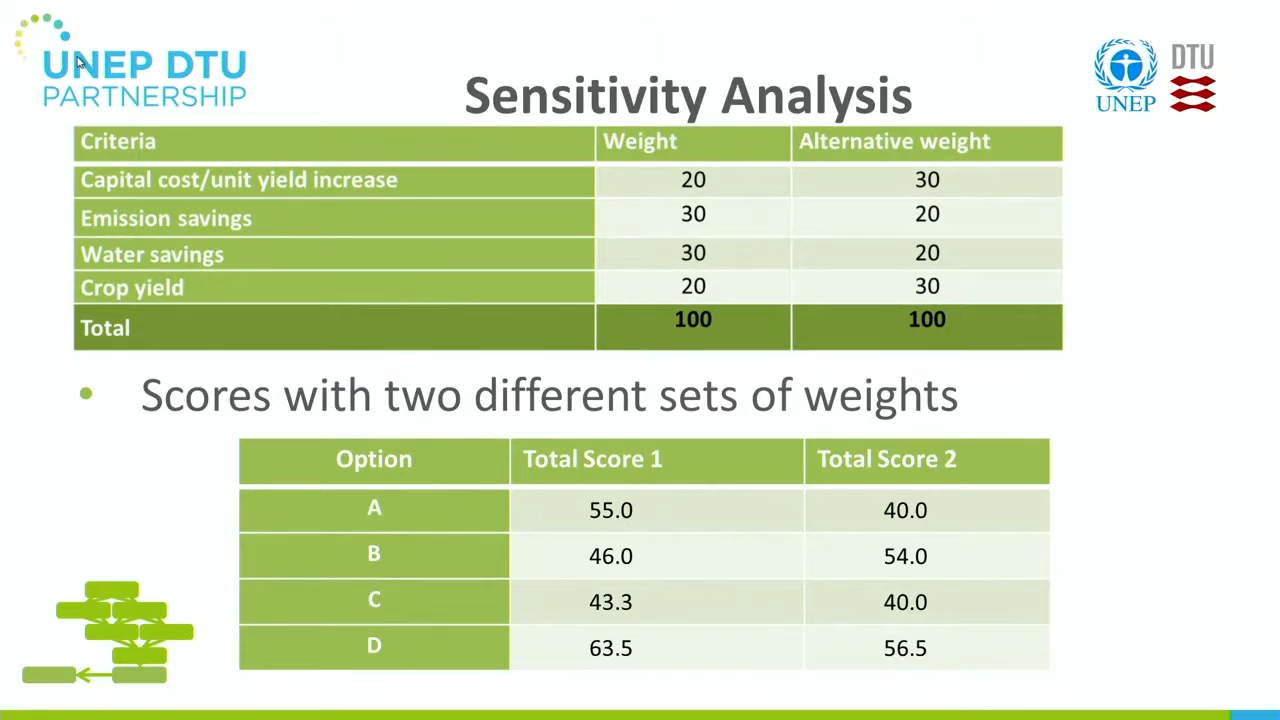 UNEP DTU
PARTNERSHIP
UNEP
DTU
Sensitivity Analysis
Criteria Weight Alternative weight
Capital cost/unit yield increase 20 30
Emission savings 30 20
Water savings 30 20
Crop yield 20 30
Total 100 100
• Scores with two different sets of weights
Option Total Score 1 Total Score 2
A 55.0 40.0
B 46.0 54.0
C 43.3 40.0
D 63.5 56.5